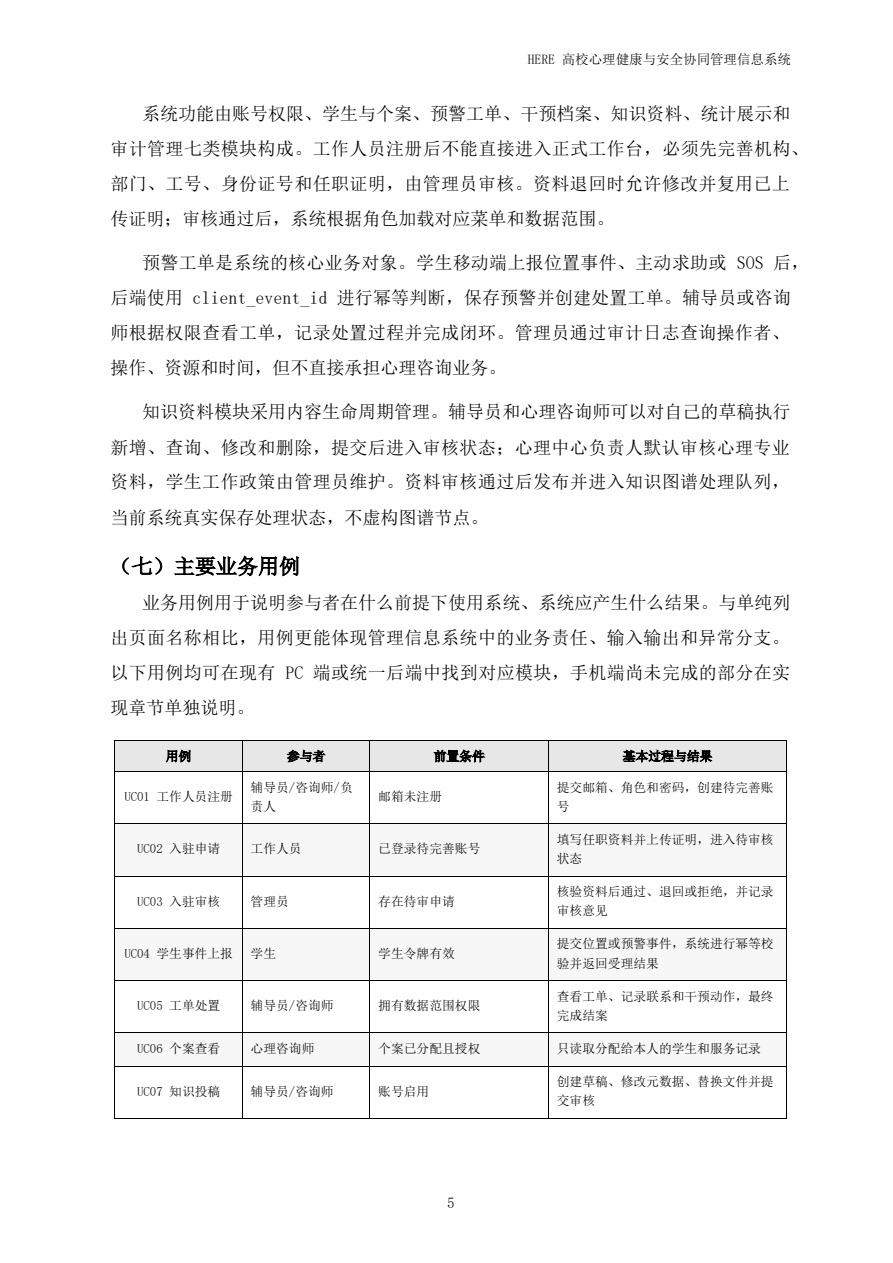 HERE 高校心理健康与安全协同管理信息系统
系统功能由账号权限、学生与个案、预警工单、干预档案、知识资料、统计展示和
审计管理七类模块构成。工作人员注册后不能直接进入正式工作台，必须先完善机构、
部门、工号、身份证号和任职证明，由管理员审核。资料退回时允许修改并复用已上
传证明；审核通过后，系统根据角色加载对应菜单和数据范围。
预警工单是系统的核心业务对象。学生移动端上报位置事件、主动求助或 SOS 后，
后端使用 client_event_id 进行幂等判断，保存预警并创建处置工单。辅导员或咨询
师根据权限查看工单，记录处置过程并完成闭环。管理员通过审计日志查询操作者、
操作、资源和时间，但不直接承担心理咨询业务。
知识资料模块采用内容生命周期管理。辅导员和心理咨询师可以对自己的草稿执行
新增、查询、修改和删除，提交后进入审核状态；心理中心负责人默认审核心理专业
资料，学生工作政策由管理员维护。资料审核通过后发布并进入知识图谱处理队列，
当前系统真实保存处理状态，不虚构图谱节点。
（七）主要业务用例
业务用例用于说明参与者在什么前提下使用系统、系统应产生什么结果。与单纯列
出页面名称相比，用例更能体现管理信息系统中的业务责任、输入输出和异常分支。
以下用例均可在现有 PC 端或统一后端中找到对应模块，手机端尚未完成的部分在实
现章节单独说明。
用例 参与者 前置条件 基本过程与结果
UC01 工作人员注册 辅导员/咨询师/负 邮箱未注册 提交邮箱、角色和密码，创建待完善账
责人 号
UC02 入驻申请 工作人员 已登录待完善账号 填写任职资料并上传证明，进入待审核
状态
UC03 入驻审核 管理员 存在待审申请 核验资料后通过、退回或拒绝，并记录
审核意见
UC04 学生事件上报 学生 学生令牌有效 提交位置或预警事件，系统进行幂等校
验并返回受理结果
UC05 工单处置 辅导员/咨询师 拥有数据范围权限 查看工单、记录联系和干预动作，最终
完成结案
UC06 个案查看 心理咨询师 个案已分配且授权 只读取分配给本人的学生和服务记录
UC07 知识投稿 辅导员/咨询师 账号启用 创建草稿、修改元数据、替换文件并提
交审核
5